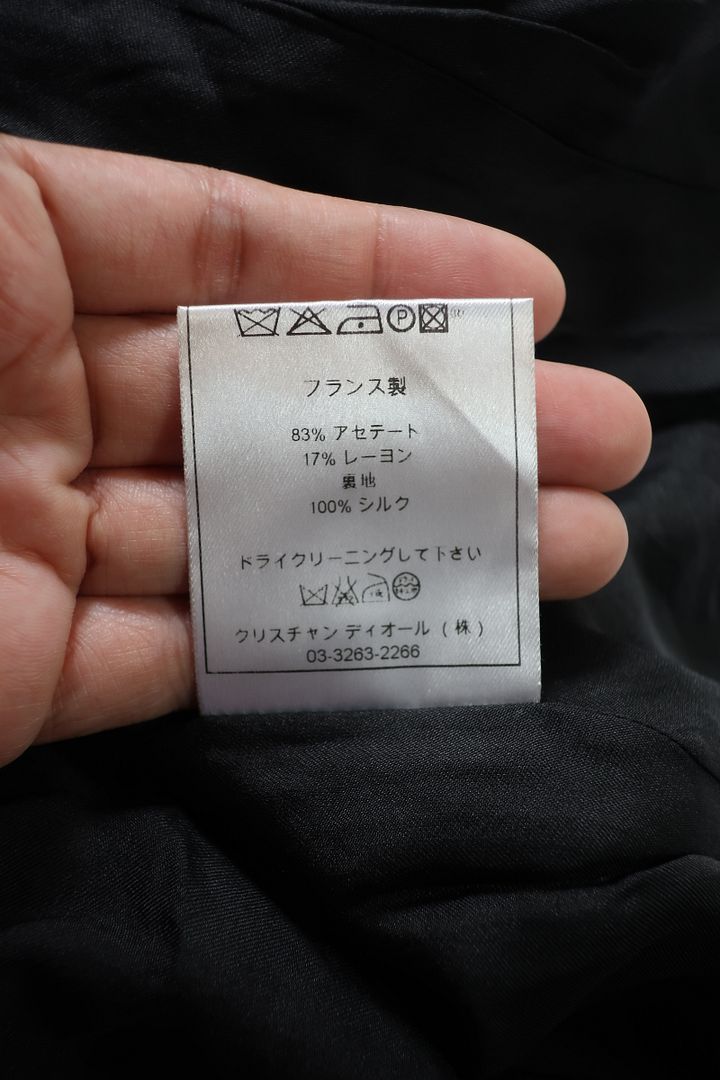 P
®
フランス製
83% アセテート
17% レーヨン
裏地
100% シルク
ドライクリーニングして下さい
クリスチャン ディオール ( 株 )
03-3263-2266